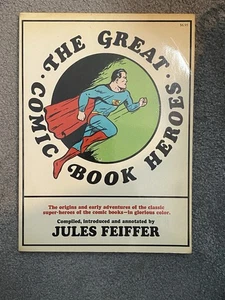 THE GREAT
COMIC BOOK HEROES
The origins and early adventures of the classic
super-heroes of the comic books—in glorious color.
Compiled, introduced and annotated by
JULES FEIFFER